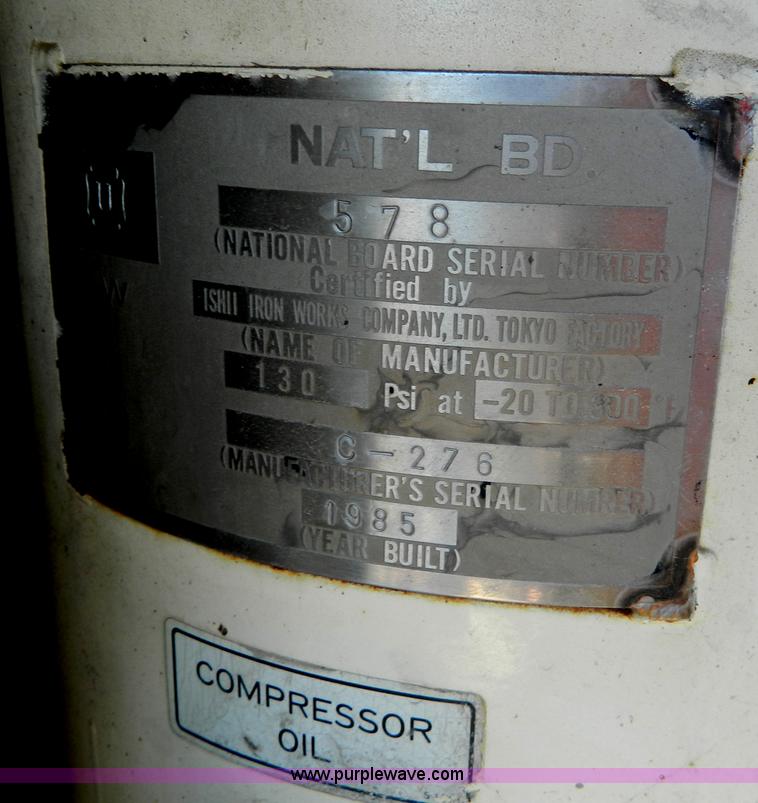 NAT'L BD
U
578
(NATIONAL BOARD SERIAL NUMBER)
W
Certified by
ISHII IRON WORKS COMPANY, LTD. TOKYO FACTORY
(NAME OF MANUFACTURER)
130 Psi at -20 TO 300 °F
C-276
(MANUFACTURER'S SERIAL NUMBER)
1985
(YEAR BUILT)
COMPRESSOR
OIL
www.purplewave.com